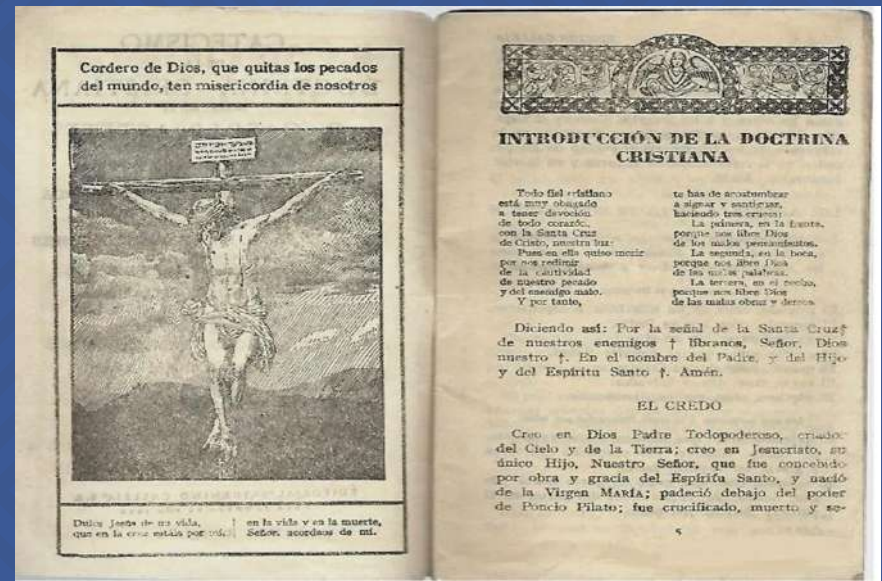 Cordero de Dios, que quitas los pecados
del mundo, ten misericordia de nosotros
Dulce Jesús de mi vida,
que en la cruz estáis por mí,
en la vida y en la muerte,
Señor, acordaos de mí.
INTRODUCCIÓN DE LA DOCTRINA
CRISTIANA
Todo fiel cristiano
está muy obligado
a tener devoción
de todo corazón,
con la Santa Cruz
de Cristo, nuestra luz:
Pues en ella quiso morir
por nos redimir
de la cautividad
de nuestro pecado
y del enemigo malo.
Y por tanto,
te has de acostumbrar
a signar y santiguar,
haciendo tres cruces:
La primera, en la frente,
porque nos libre Dios
de los malos pensamientos.
La segunda, en la boca,
porque nos libre Dios
de las malas palabras.
La tercera, en el pecho,
porque nos libre Dios
de las malas obras y deseos.
Diciendo así: Por la señal de la Santa Cruz †
de nuestros enemigos † líbranos, Señor, Dios
nuestro †. En el nombre del Padre, y del Hijo
y del Espíritu Santo †. Amén.
EL CREDO
Creo en Dios Padre Todopoderoso, criador
del Cielo y de la Tierra; creo en Jesucristo, su
único Hijo, Nuestro Señor, que fue concebido
por obra y gracia del Espíritu Santo, y nació
de la Virgen MARÍA; padeció debajo del poder
de Poncio Pilato; fue crucificado, muerto y se-
5